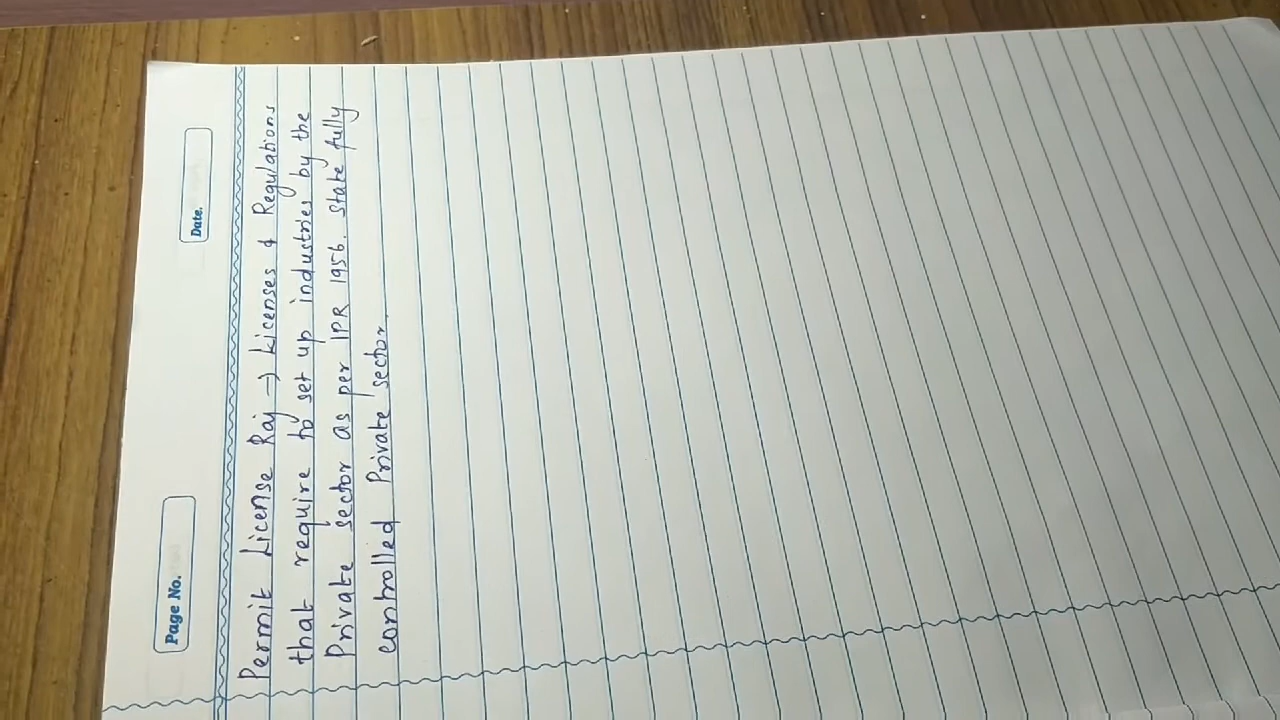 Page No.
Date.
Permit License Raj → Licenses & Regulations
that require to set up industries by the
Private sector as per IPR 1956. State fully
controlled Private sector.